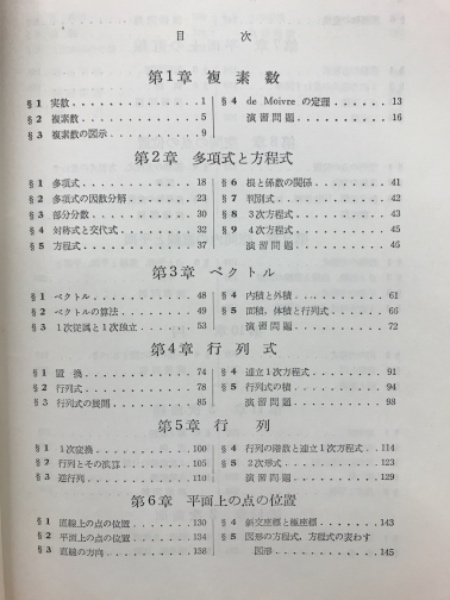 目 次
第1章 複素数
§1 実数 . . . . . . . . . . . . . . 1
§2 複素数 . . . . . . . . . . . . . 5
§3 複素数の図示 . . . . . . . . . . 9
§4 de Moivre の定理 . . . . . . . 13
演習問題 . . . . . . . . . . . . 16
第2章 多項式と方程式
§1 多項式 . . . . . . . . . . . . . 18
§2 多項式の因数分解 . . . . . . . . 23
§3 部分分数 . . . . . . . . . . . . 30
§4 対称式と交代式 . . . . . . . . . 32
§5 方程式 . . . . . . . . . . . . . 37
§6 根と係数の関係 . . . . . . . . . 41
§7 判別式 . . . . . . . . . . . . . 42
§8 3次方程式 . . . . . . . . . . . 43
§9 4次方程式 . . . . . . . . . . . 45
演習問題 . . . . . . . . . . . . 46
第3章 ベクトル
§1 ベクトル . . . . . . . . . . . . 48
§2 ベクトルの算法 . . . . . . . . . 49
§3 1次従属と1次独立 . . . . . . . 53
§4 内積と外積 . . . . . . . . . . . 61
§5 面積,体積と行列式 . . . . . . . 66
演習問題 . . . . . . . . . . . . 72
第4章 行列式
§1 置換 . . . . . . . . . . . . . . 74
§2 行列式 . . . . . . . . . . . . . 78
§3 行列式の展開 . . . . . . . . . . 85
§4 連立1次方程式 . . . . . . . . . 91
§5 行列式の積 . . . . . . . . . . . 94
演習問題 . . . . . . . . . . . . 98
第5章 行列
§1 1次変換 . . . . . . . . . . . . 100
§2 行列とその演算 . . . . . . . . . 105
§3 逆行列 . . . . . . . . . . . . . 110
§4 行列の階数と連立1次方程式 . . 114
§5 2次形式 . . . . . . . . . . . . 123
演習問題 . . . . . . . . . . . . 129
第6章 平面上の点の位置
§1 直線上の点の位置 . . . . . . . . 130
§2 平面上の点の位置 . . . . . . . . 134
§3 直線の方向 . . . . . . . . . . . 138
§4 斜交座標と極座標 . . . . . . . . 143
§5 図形の方程式,方程式の表わす
図形 . . . . . . . . . . . . . . 145